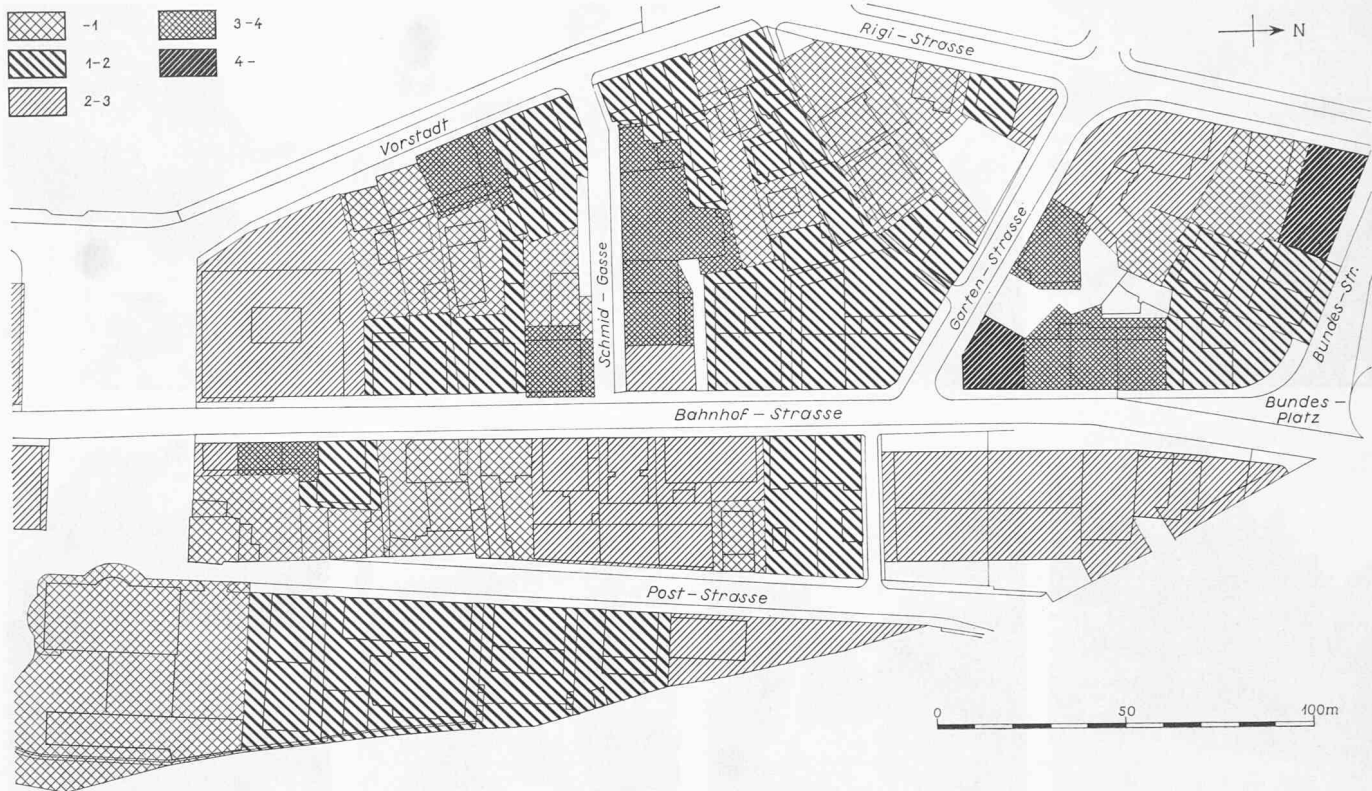 -1
3-4
1-2
4-
2-3
N
Rigi-Strasse
Vorstadt
Schmid-Gasse
Garten-Strasse
Bundes-Str.
Bahnhof-Strasse
Bundes-
Platz
Post-Strasse
0
50
100m